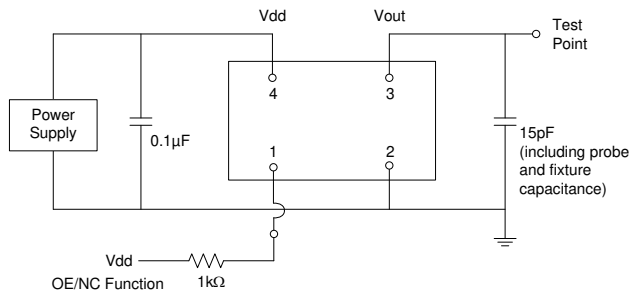 Vdd
Vout
Test
Point
4
3
Power
Supply
0.1µF
1
2
15pF
(including probe
and fixture
capacitance)
Vdd
1kΩ
OE/NC Function